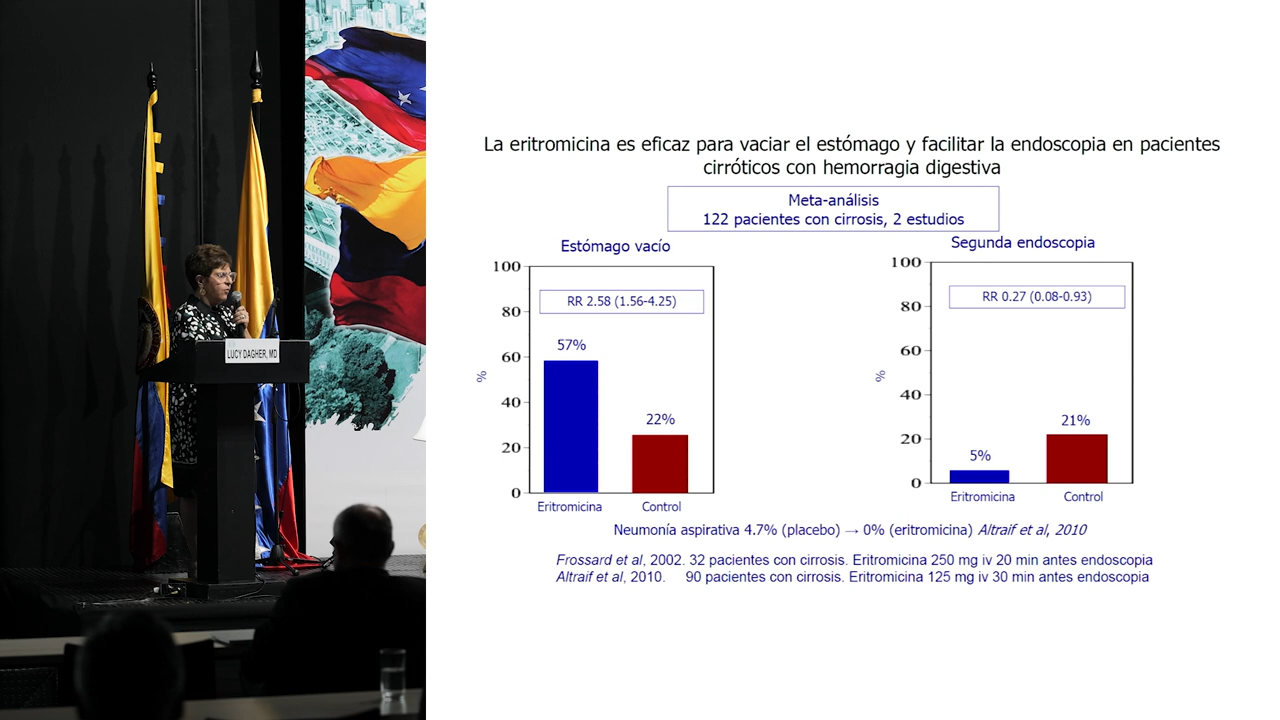 LUCY DAGHER, MD
La eritromicina es eficaz para vaciar el estómago y facilitar la endoscopia en pacientes
cirróticos con hemorragia digestiva
Meta-análisis
122 pacientes con cirrosis, 2 estudios
Estómago vacío
100
80
60
40
20
0
%
RR 2.58 (1.56-4.25)
57%
22%
Eritromicina
Control
Segunda endoscopia
100
80
60
40
20
0
%
RR 0.27 (0.08-0.93)
5%
21%
Eritromicina
Control
Neumonía aspirativa 4.7% (placebo) → 0% (eritromicina) Altraif et al, 2010
Frossard et al, 2002. 32 pacientes con cirrosis. Eritromicina 250 mg iv 20 min antes endoscopia
Altraif et al, 2010. 90 pacientes con cirrosis. Eritromicina 125 mg iv 30 min antes endoscopia